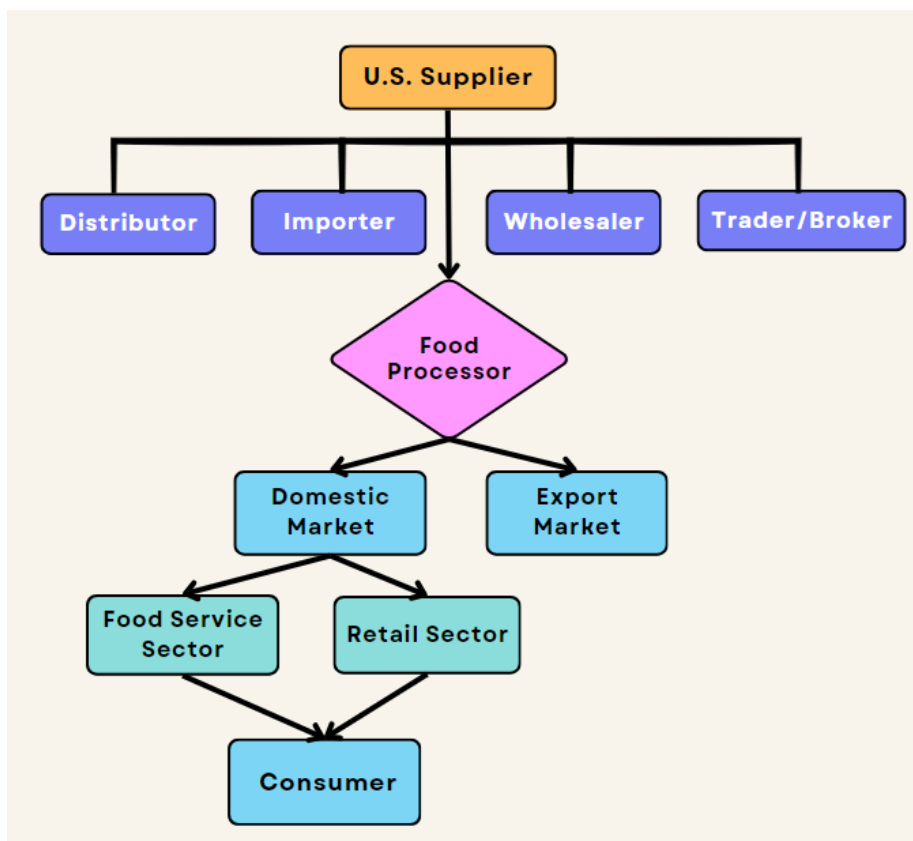 U.S. Supplier
Distributor
Importer
Wholesaler
Trader/Broker
Food
Processor
Domestic
Market
Export
Market
Food Service
Sector
Retail Sector
Consumer